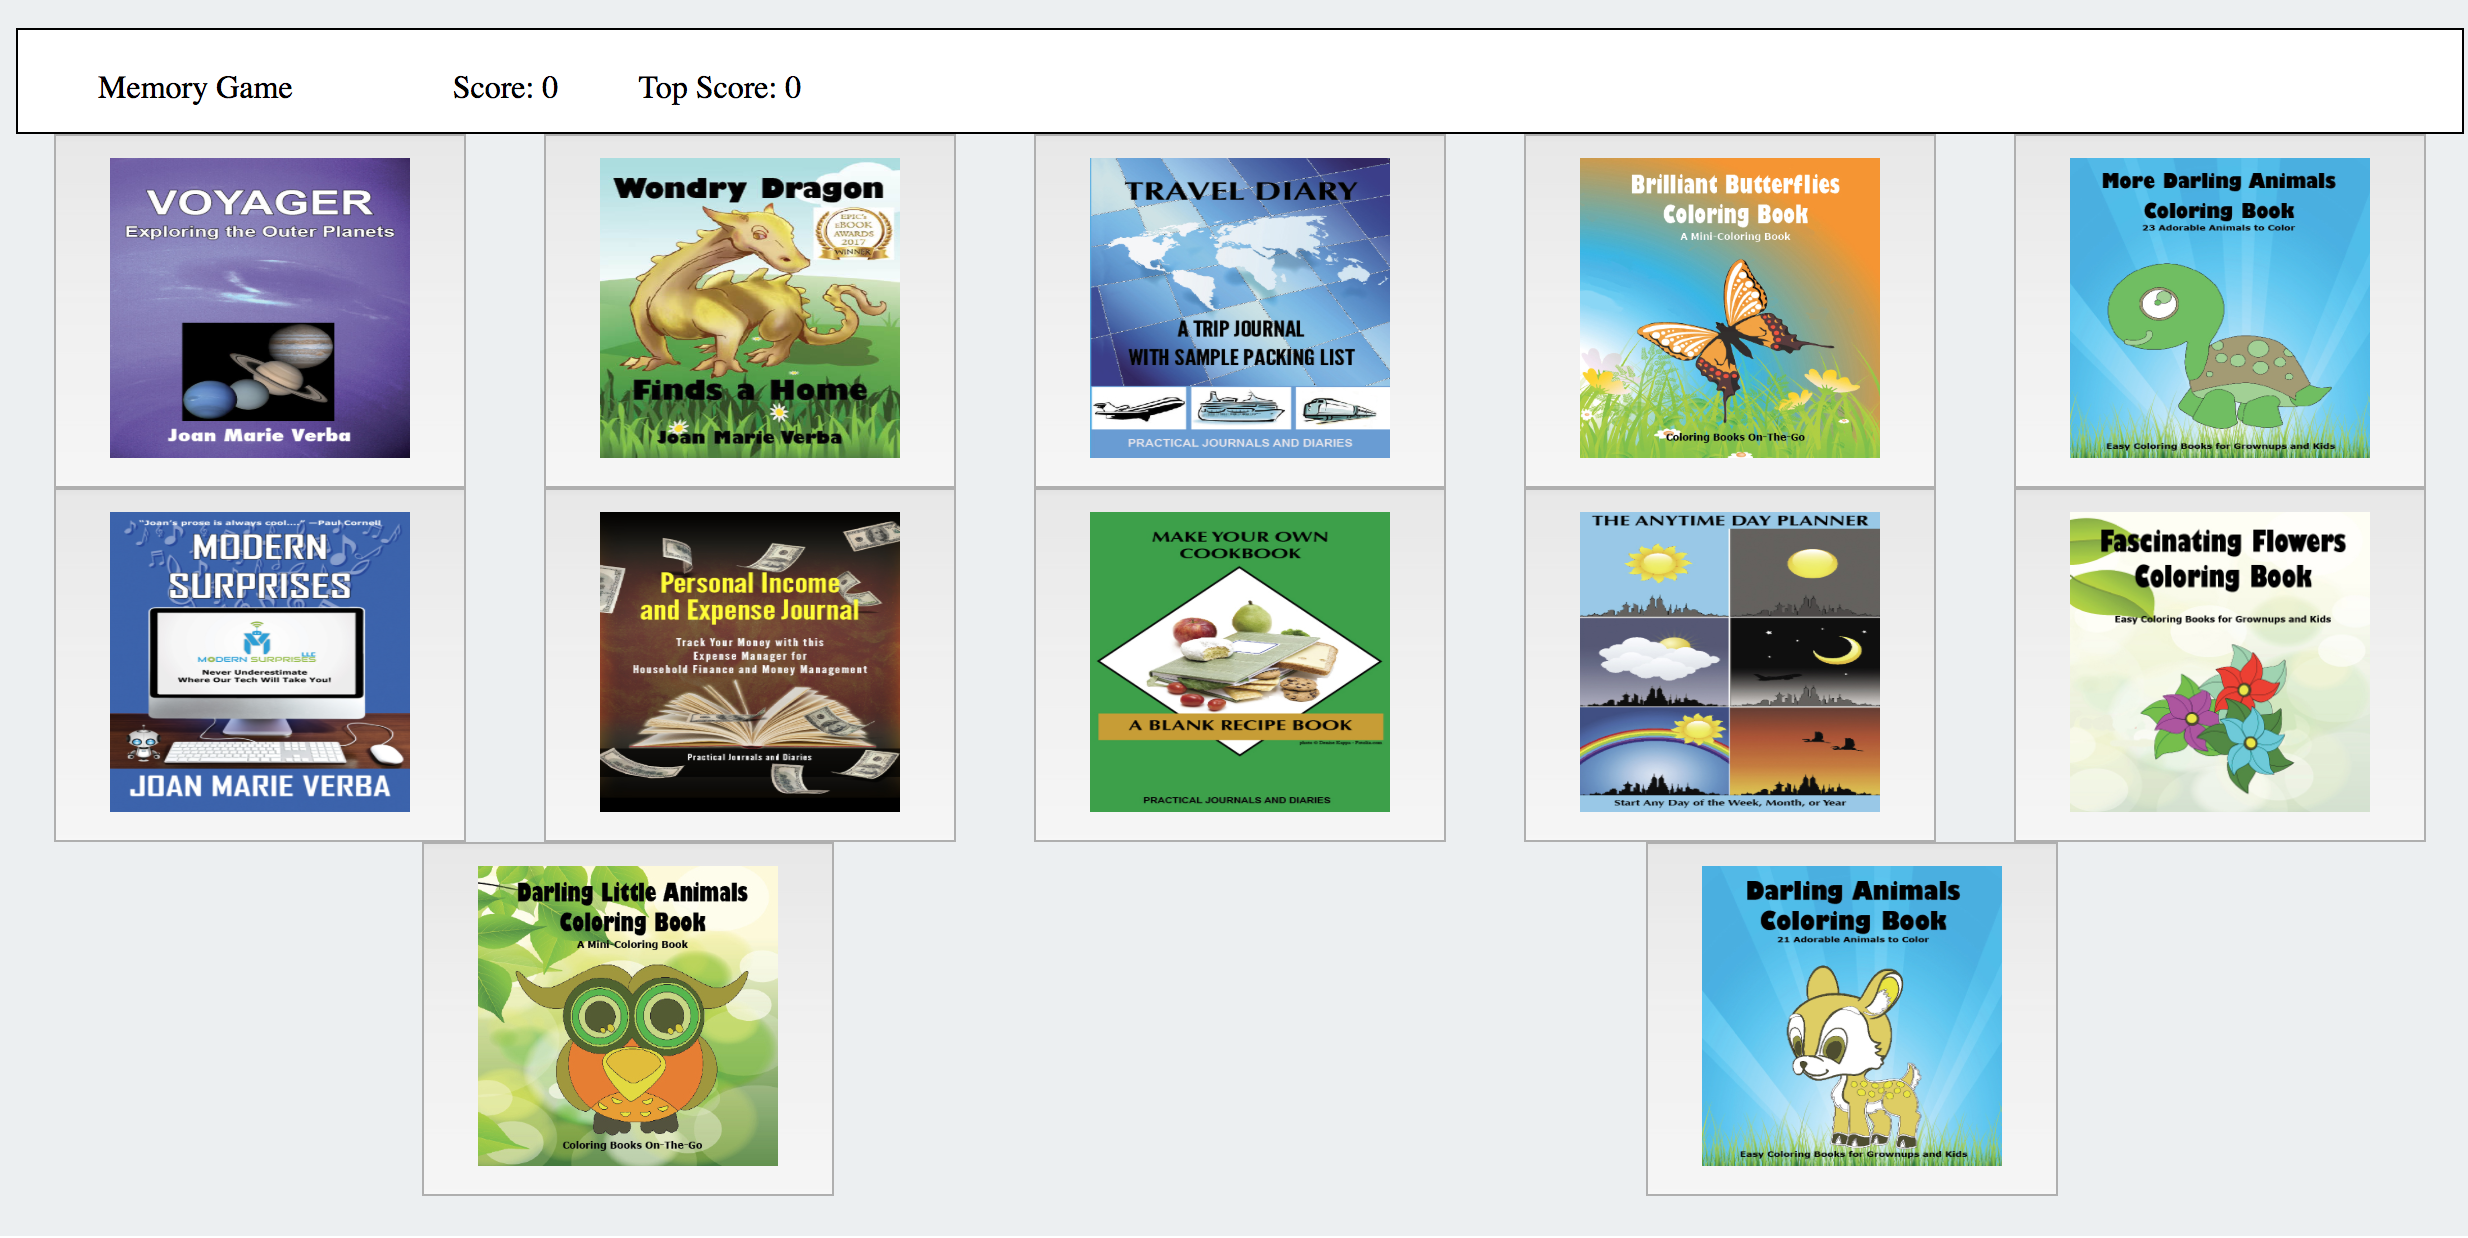 Memory Game Score: 0 Top Score: 0
VOYAGER
Exploring the Outer Planets
Joan Marie Verba
Wondry Dragon
EPIC's
eBOOK
AWARDS
2017
WINNER
Finds a Home
Joan Marie Verba
TRAVEL DIARY
A TRIP JOURNAL
WITH SAMPLE PACKING LIST
PRACTICAL JOURNALS AND DIARIES
Brilliant Butterflies
Coloring Book
A Mini-Coloring Book
Coloring Books On-The-Go
More Darling Animals
Coloring Book
23 Adorable Animals to Color
Easy Coloring Books for Grownups and Kids
"Joan's prose is always cool...." —Paul Cornell
MODERN
SURPRISES
MODERN SURPRISES LLC
Never Underestimate
Where Our Tech Will Take You!
JOAN MARIE VERBA
Personal Income
and Expense Journal
Track Your Money with this
Expense Manager for
Household Finance and Money Management
Practical Journals and Diaries
MAKE YOUR OWN
COOKBOOK
A BLANK RECIPE BOOK
PRACTICAL JOURNALS AND DIARIES
THE ANYTIME DAY PLANNER
Start Any Day of the Week, Month, or Year
Fascinating Flowers
Coloring Book
Easy Coloring Books for Grownups and Kids
Darling Little Animals
Coloring Book
A Mini-Coloring Book
Coloring Books On-The-Go
Darling Animals
Coloring Book
21 Adorable Animals to Color
Easy Coloring Books for Grownups and Kids